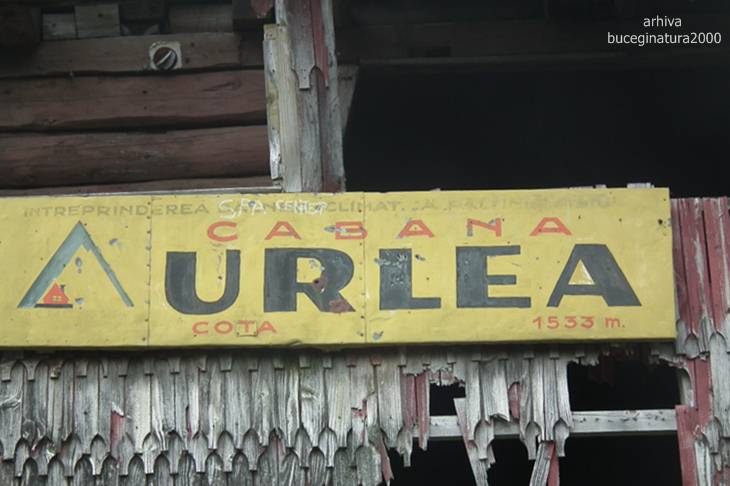 arhiva
buceginatura2000
INTREPRINDEREA
CABANA
URLEA
COTA 1533 m.